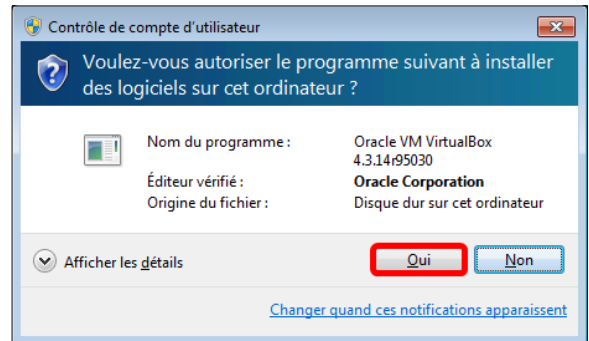 Contrôle de compte d'utilisateur
Voulez-vous autoriser le programme suivant à installer
des logiciels sur cet ordinateur ?
Nom du programme : Oracle VM VirtualBox
4.3.14r95030
Éditeur vérifié : Oracle Corporation
Origine du fichier : Disque dur sur cet ordinateur
Afficher les détails Oui Non
Changer quand ces notifications apparaissent